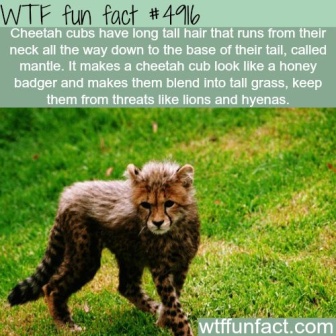 WTF fun fact #4916
Cheetah cubs have long tall hair that runs from their
neck all the way down to the base of their tail, called
mantle. It makes a cheetah cub look like a honey
badger and makes them blend into tall grass, keep
them from threats like lions and hyenas.
wtffunfact.com